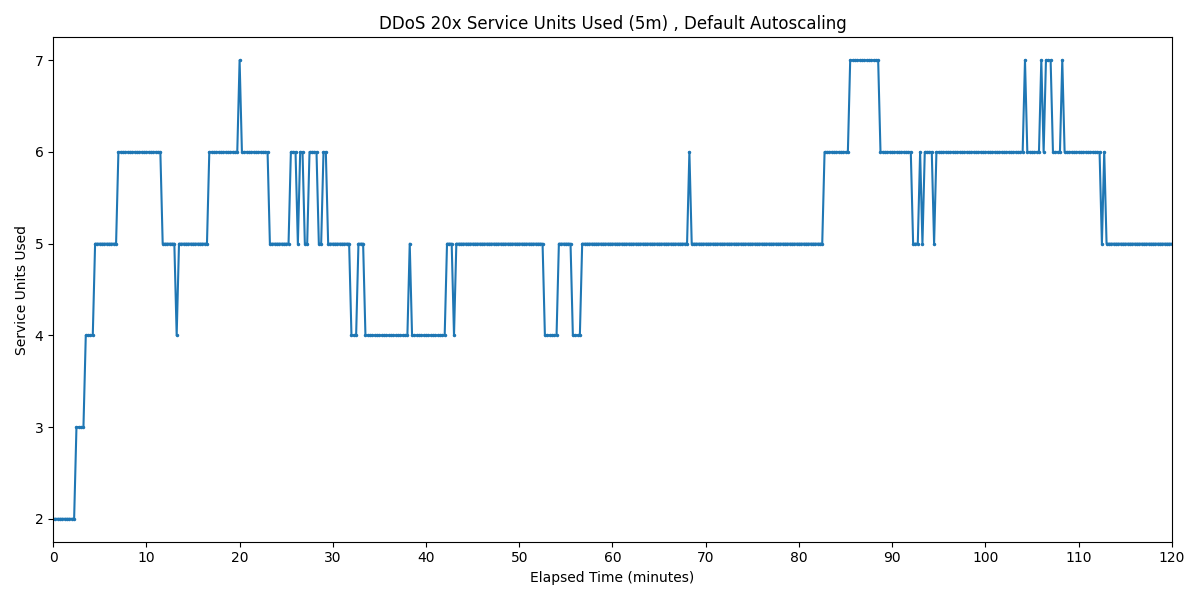 DDoS 20x Service Units Used (5m) , Default Autoscaling
7
6
5
4
3
2
Service Units Used
0 10 20 30 40 50 60 70 80 90 100 110 120
Elapsed Time (minutes)